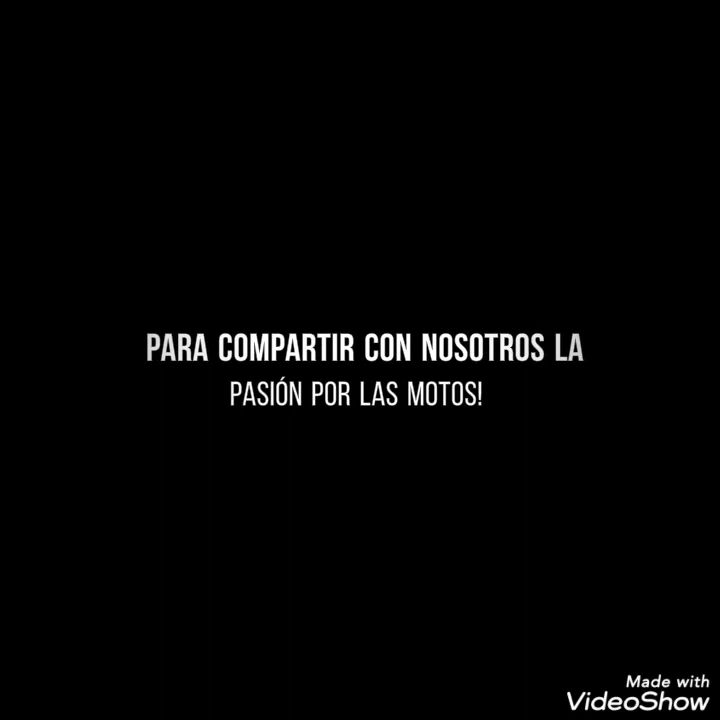 PARA COMPARTIR CON NOSOTROS LA
PASIÓN POR LAS MOTOS!
Made with
VideoShow